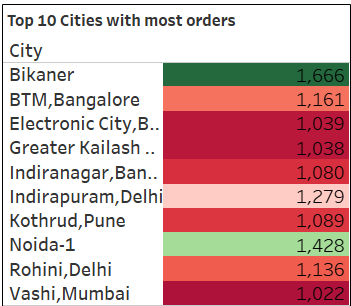 Top 10 Cities with most orders
City
Bikaner 1,666
BTM,Bangalore 1,161
Electronic City,B.. 1,039
Greater Kailash .. 1,038
Indiranagar,Ban.. 1,080
Indirapuram,Delhi 1,279
Kothrud,Pune 1,089
Noida-1 1,428
Rohini,Delhi 1,136
Vashi,Mumbai 1,022